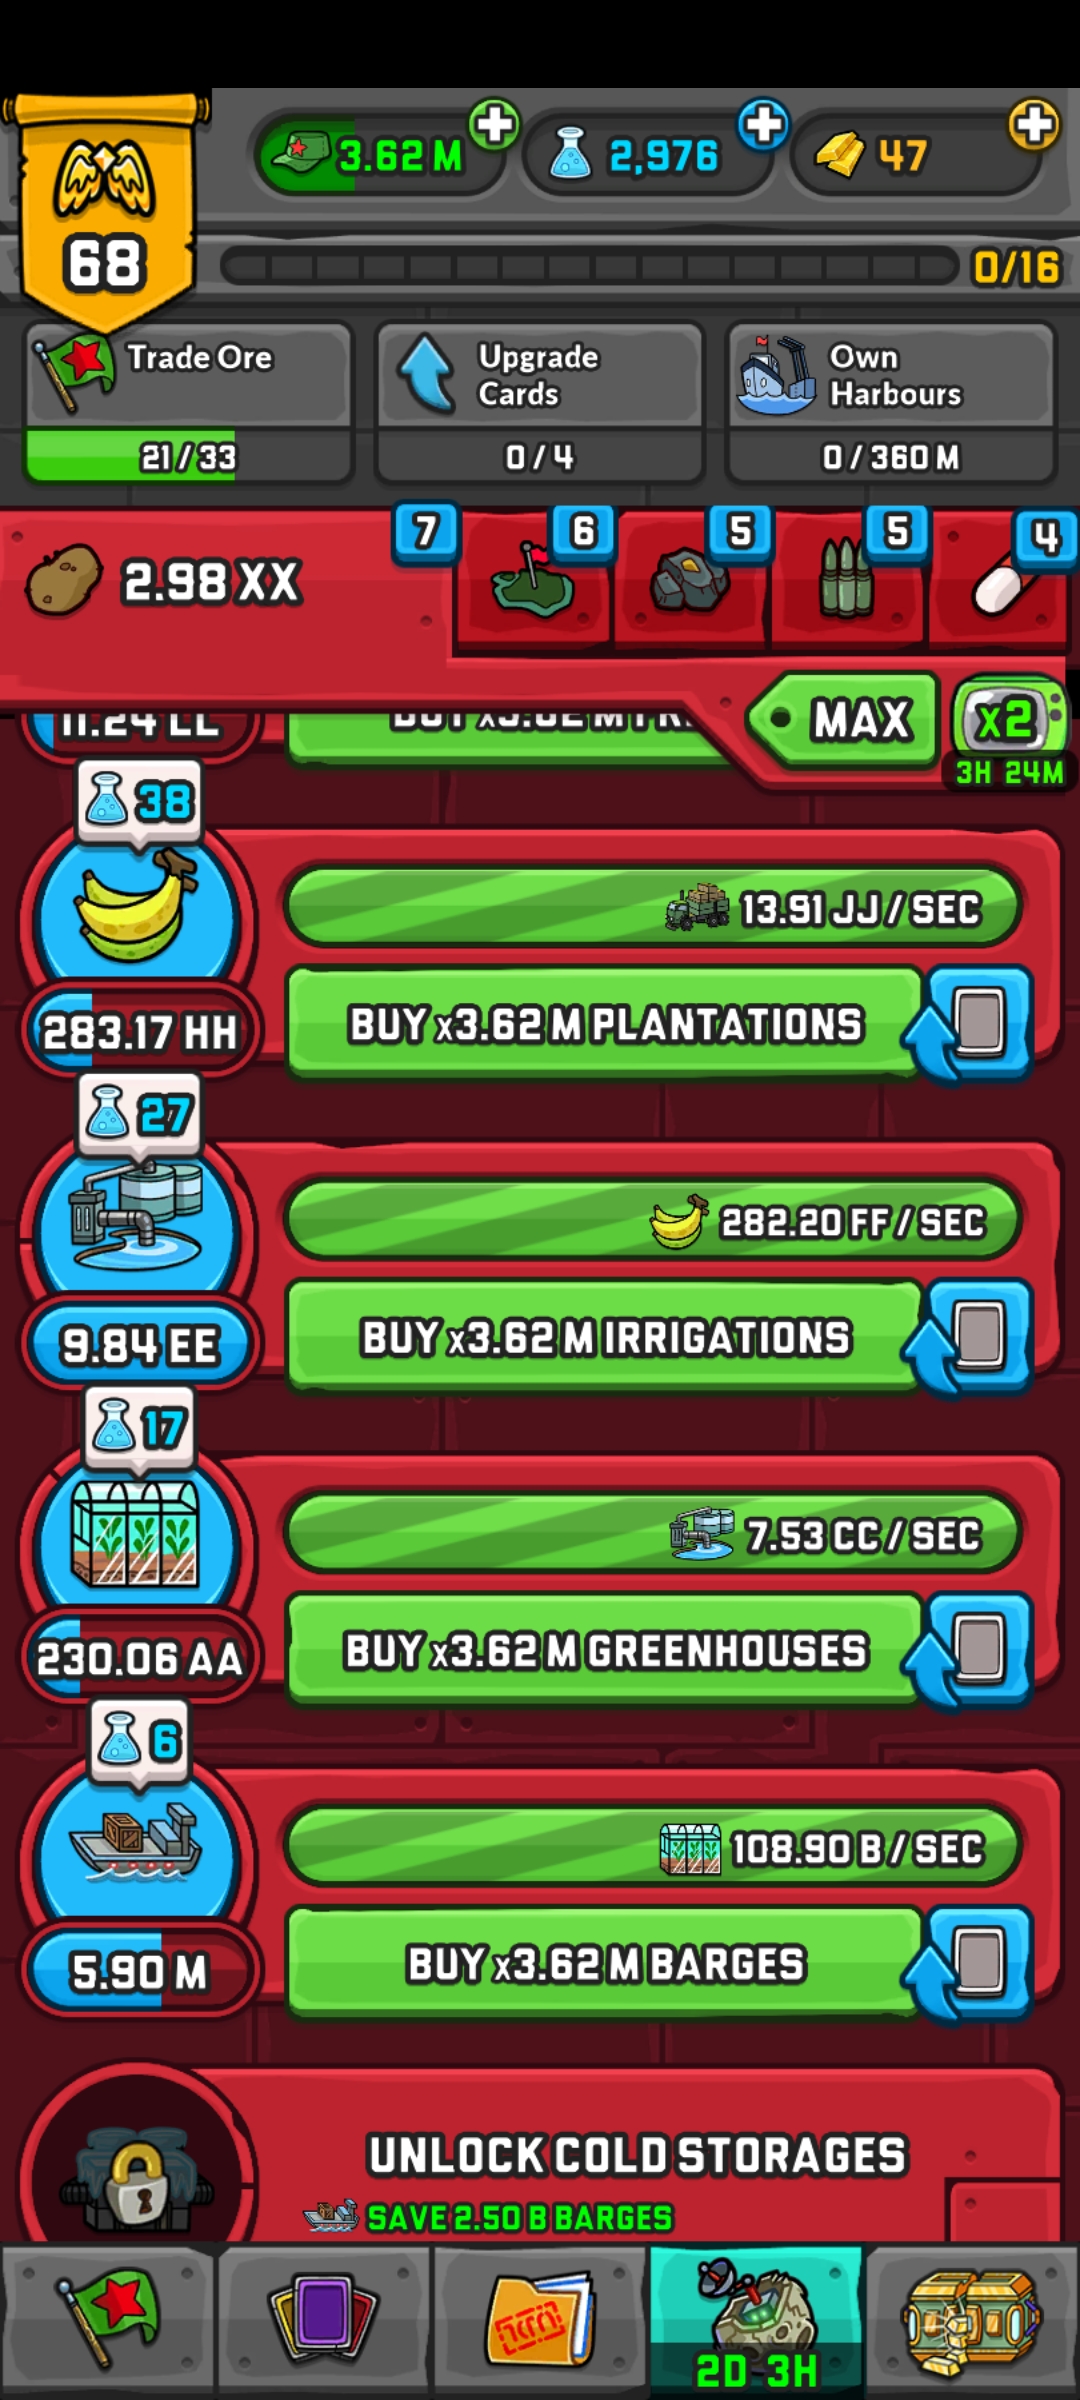 3.62 M
2,976
47
68
0/16
Trade Ore
21/33
Upgrade
Cards
0/4
Own
Harbours
0/360 M
2.98 XX
7
6
5
5
4
MAX
x2
3H 24M
11.24 LL
38
13.91 JJ/SEC
BUY x3.62 M PLANTATIONS
283.17 HH
27
282.20 FF/SEC
BUY x3.62 M IRRIGATIONS
9.84 EE
17
7.53 CC/SEC
BUY x3.62 M GREENHOUSES
230.06 AA
6
108.90 B/SEC
BUY x3.62 M BARGES
5.90 M
UNLOCK COLD STORAGES
SAVE 2.50 B BARGES
2D 3H